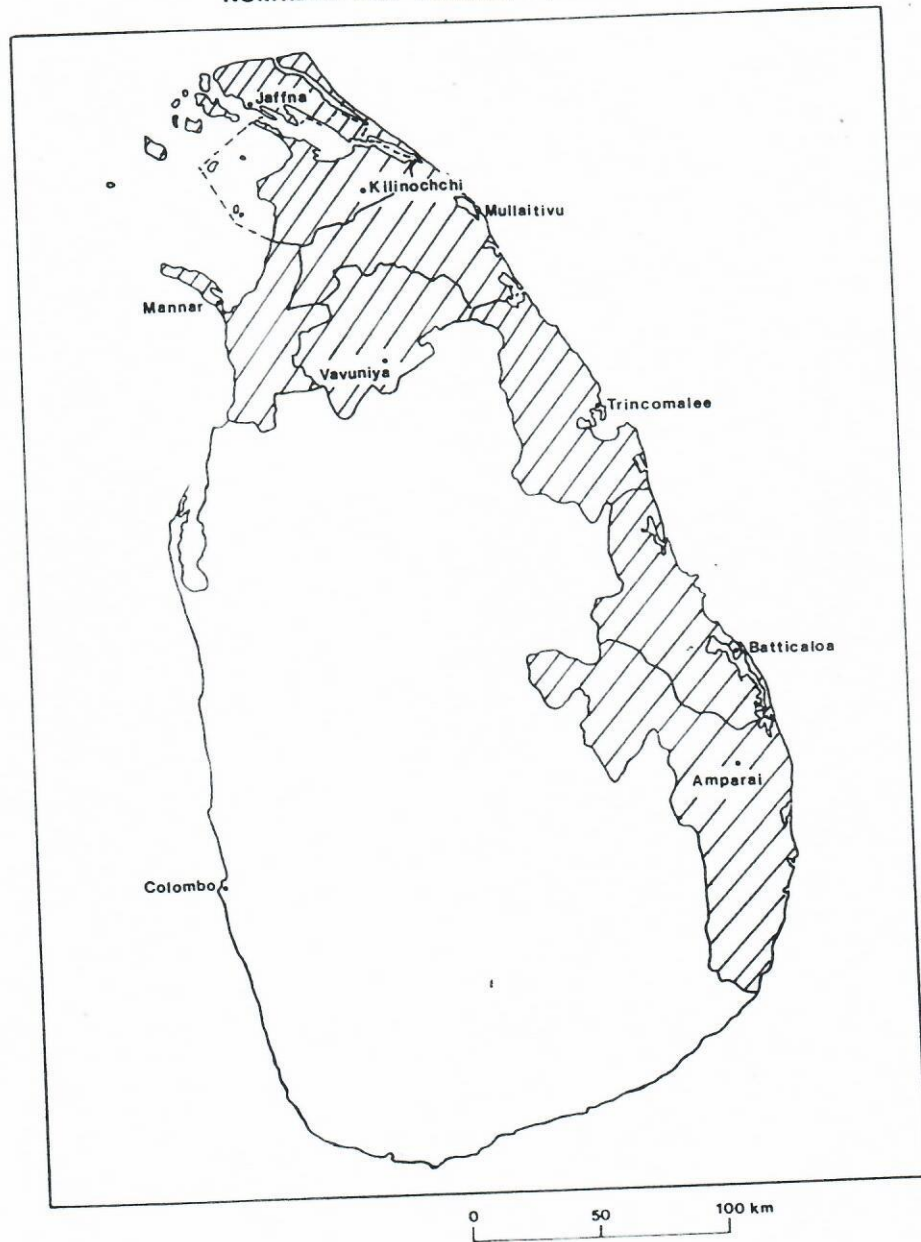 Jaffna
Kilinochchi
Mullaitivu
Mannar
Vavuniya
Trincomalee
Batticaloa
Amparai
Colombo
0 50 100 km